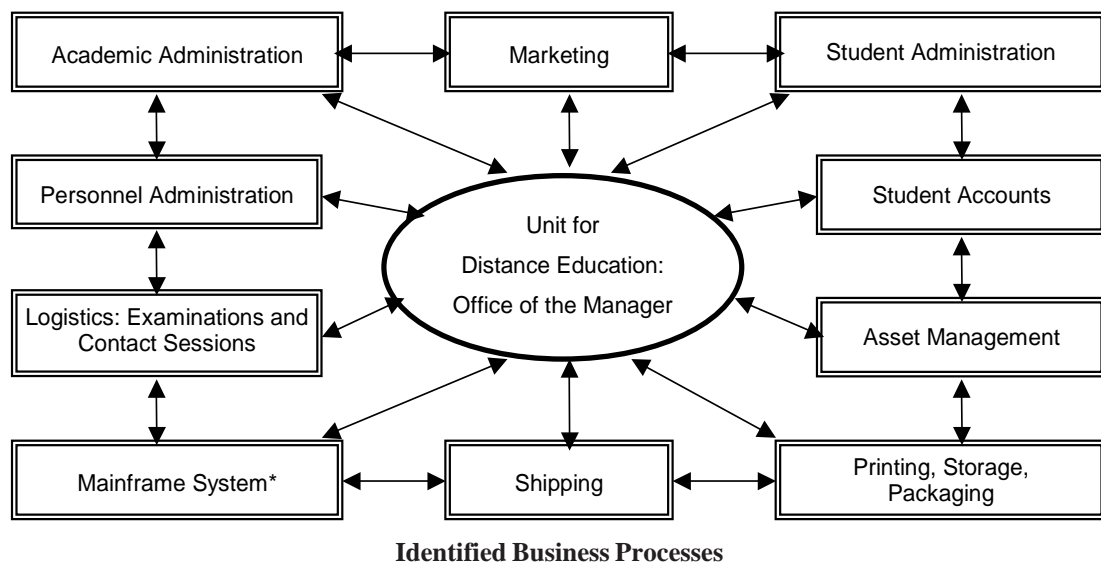 Academic Administration
Marketing
Student Administration
Personnel Administration
Unit for
Distance Education:
Office of the Manager
Student Accounts
Logistics: Examinations and
Contact Sessions
Asset Management
Mainframe System*
Shipping
Printing, Storage,
Packaging
Identified Business Processes